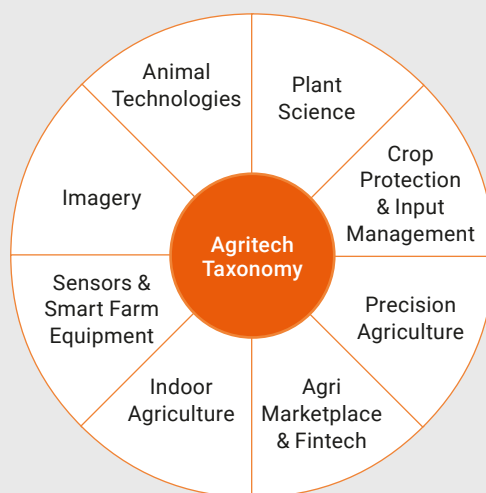 Animal
Technologies
Plant
Science
Crop
Protection
& Input
Management
Imagery
Agritech
Taxonomy
Sensors &
Smart Farm
Equipment
Precision
Agriculture
Indoor
Agriculture
Agri
Marketplace
& Fintech